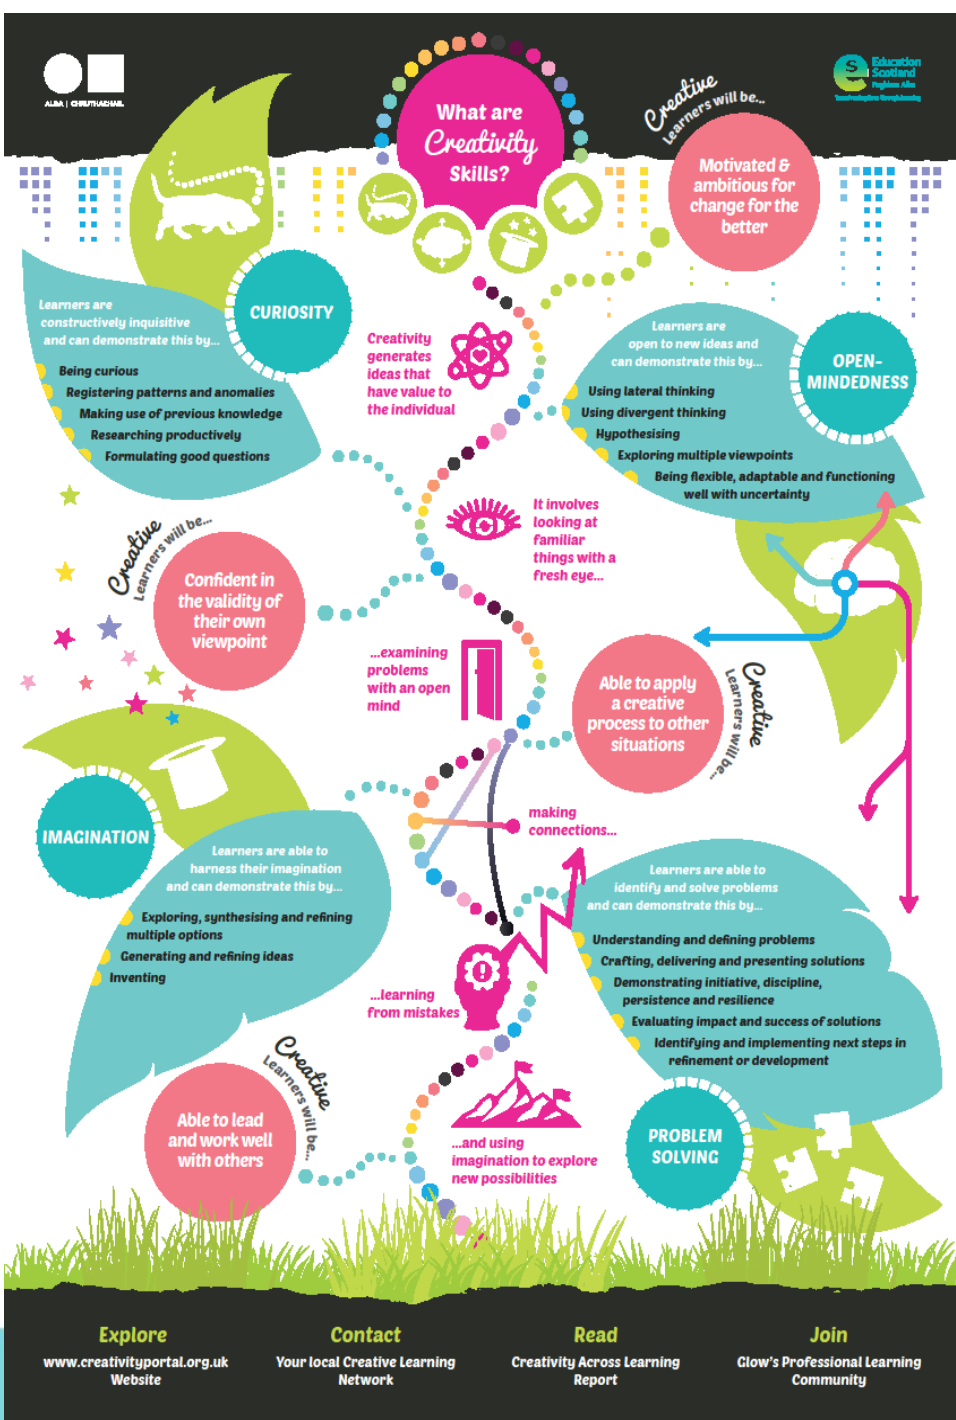 ALBA | CHRUTHACHAIL
Education
Scotland
Foghlam Alba
What are
Creativity
Skills?
Creative
Learners will be...
Motivated &
ambitious for
change for the
better
CURIOSITY
Learners are
constructively inquisitive
and can demonstrate this by...
Being curious
Registering patterns and anomalies
Making use of previous knowledge
Researching productively
Formulating good questions
Creativity
generates
ideas that
have value to
the individual
OPEN-
MINDEDNESS
Learners are
open to new ideas and
can demonstrate this by...
Using lateral thinking
Using divergent thinking
Hypothesising
Exploring multiple viewpoints
Being flexible, adaptable and functioning
well with uncertainty
It involves
looking at
familiar
things with a
fresh eye...
Creative
Learners will be...
Confident in
the validity of
their own
viewpoint
...examining
problems
with an open
mind
Able to apply
a creative
process to other
situations
Creative
Learners will be...
making
connections...
IMAGINATION
Learners are able to
harness their imagination
and can demonstrate this by...
Exploring, synthesising and refining
multiple options
Generating and refining ideas
Inventing
Learners are able to
identify and solve problems
and can demonstrate this by...
Understanding and defining problems
Crafting, delivering and presenting solutions
Demonstrating initiative, discipline,
persistence and resilience
Evaluating impact and success of solutions
Identifying and implementing next steps in
refinement or development
PROBLEM
SOLVING
...learning
from mistakes
Creative
Learners will be...
Able to lead
and work well
with others
...and using
imagination to explore
new possibilities
Explore
www.creativityportal.org.uk
Website
Contact
Your local Creative Learning
Network
Read
Creativity Across Learning
Report
Join
Glow's Professional Learning
Community